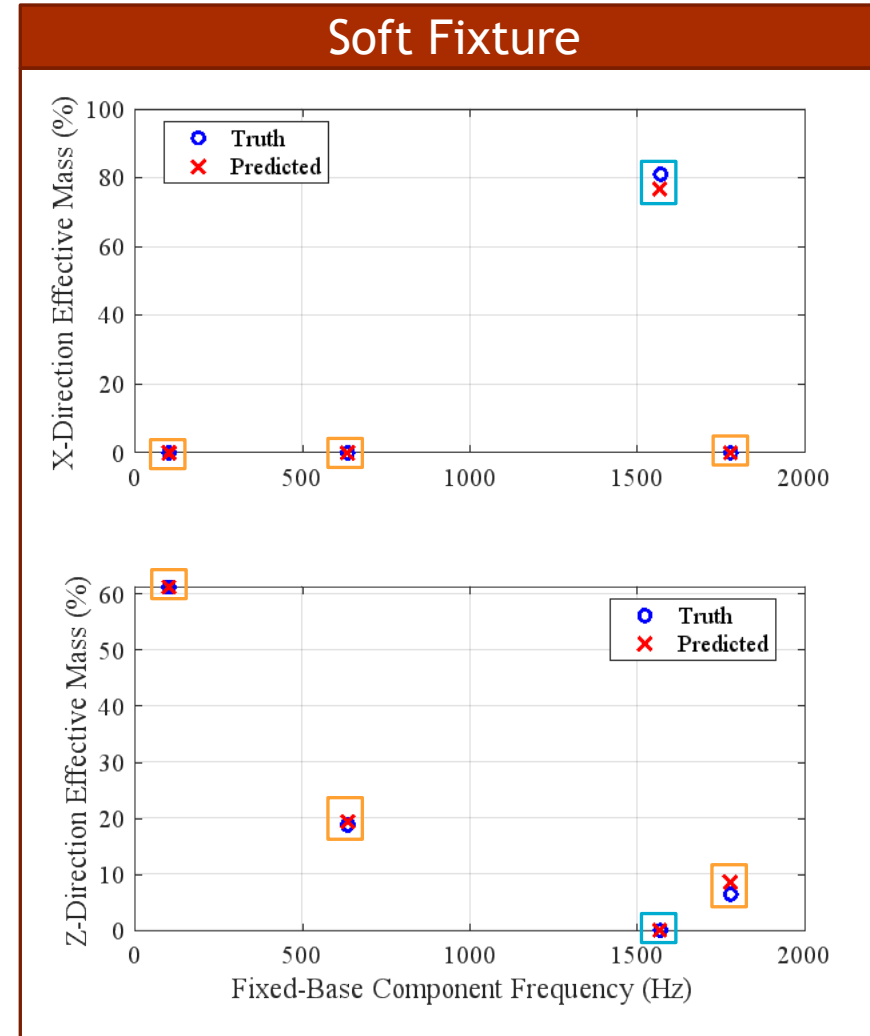 Soft Fixture
X-Direction Effective Mass (%)
100
80
60
40
20
0
Truth
Predicted
0 500 1000 1500 2000
Z-Direction Effective Mass (%)
60
50
40
30
20
10
0
Truth
Predicted
0 500 1000 1500 2000
Fixed-Base Component Frequency (Hz)